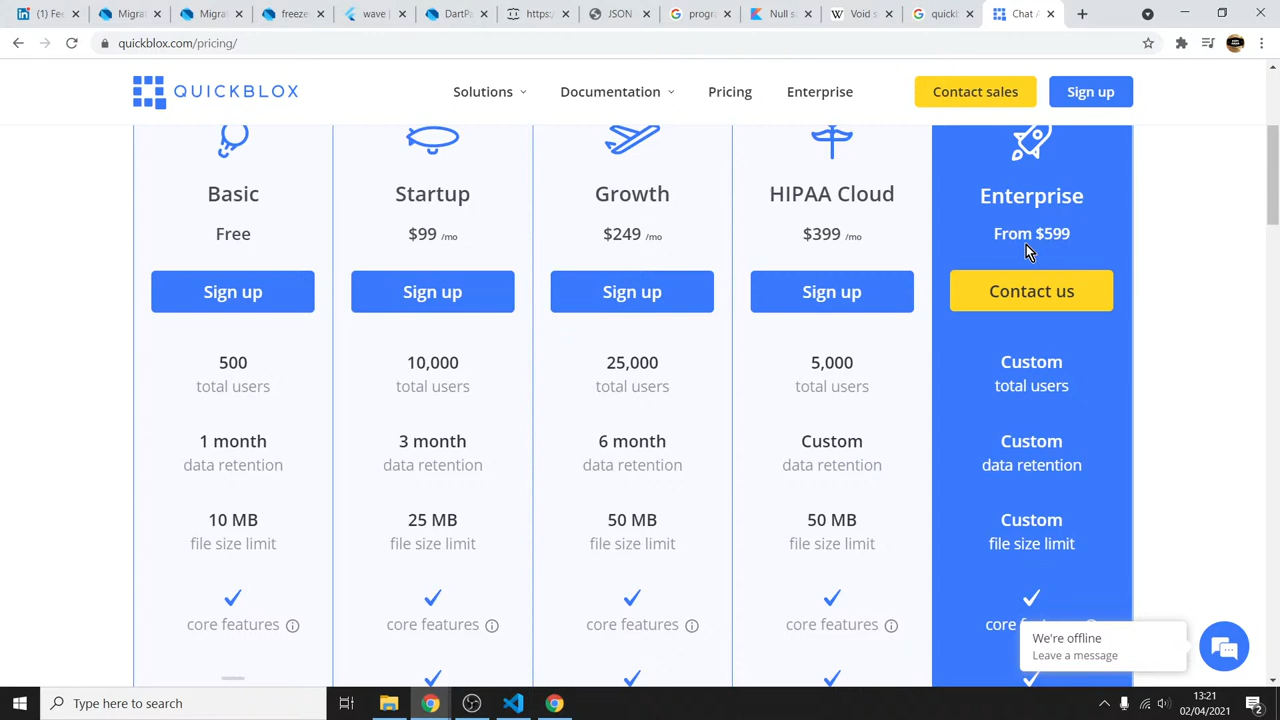 (1) Fee
Migrat
Migrat
freeze
wave
DartPa
https:/
JSON
progra
Null s
Void s
quickb
Chat /
quickblox.com/pricing/
QUICKBLOX
Solutions
Documentation
Pricing
Enterprise
Contact sales
Sign up
Basic
Startup
Growth
HIPAA Cloud
Enterprise
Free
$99 /mo
$249 /mo
$399 /mo
From $599
Sign up
Sign up
Sign up
Sign up
Contact us
500
10,000
25,000
5,000
Custom
total users
total users
total users
total users
total users
1 month
3 month
6 month
Custom
Custom
data retention
data retention
data retention
data retention
data retention
10 MB
25 MB
50 MB
50 MB
Custom
file size limit
file size limit
file size limit
file size limit
file size limit
core features
core features
core features
core features
core
We're offline
Leave a message
Type here to search
13:21
02/04/2021
2